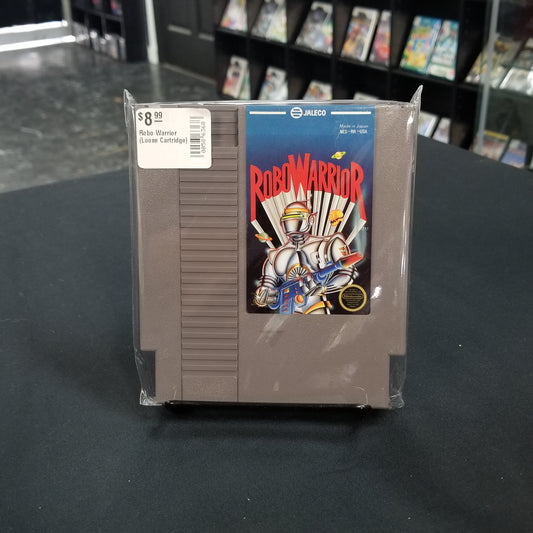 $8.99
Robo Warrior
(Loose Cartridge)
JALECO
Made in Japan
NES-RW-USA
ROBOWARRIOR